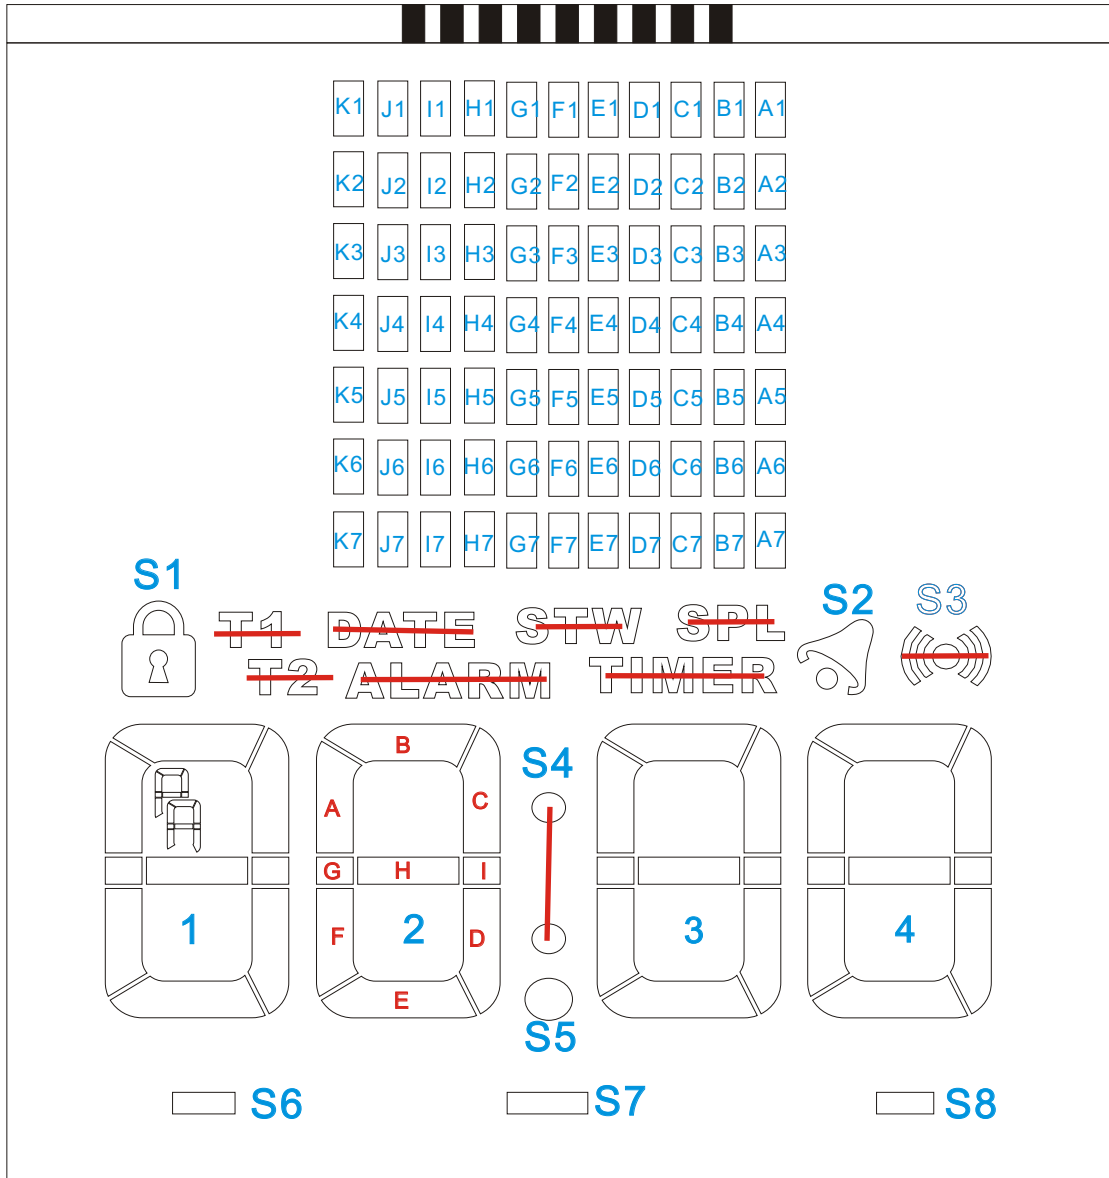 K1 J1 I1 H1 G1 F1 E1 D1 C1 B1 A1
K2 J2 I2 H2 G2 F2 E2 D2 C2 B2 A2
K3 J3 I3 H3 G3 F3 E3 D3 C3 B3 A3
K4 J4 I4 H4 G4 F4 E4 D4 C4 B4 A4
K5 J5 I5 H5 G5 F5 E5 D5 C5 B5 A5
K6 J6 I6 H6 G6 F6 E6 D6 C6 B6 A6
K7 J7 I7 H7 G7 F7 E7 D7 C7 B7 A7
S1 S2 S3
T1 DATE STW SPL
T2 ALARM TIMER
B
S4
A C
G H I
1 F 2 D 3 4
E
S5
S6 S7 S8